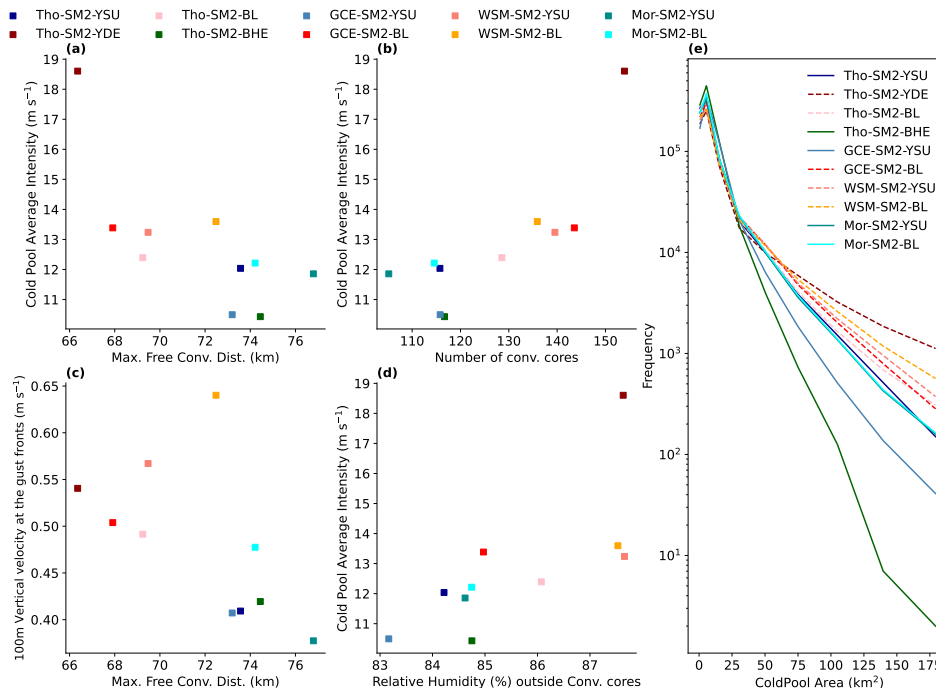 Tho-SM2-YSU Tho-SM2-BL GCE-SM2-YSU WSM-SM2-YSU Mor-SM2-YSU
Tho-SM2-YDE Tho-SM2-BHE GCE-SM2-BL WSM-SM2-BL Mor-SM2-BL
(a)
Cold Pool Average Intensity (m s⁻¹)
19
18
17
16
15
14
13
12
11
66 68 70 72 74 76
Max. Free Conv. Dist. (km)
(b)
Cold Pool Average Intensity (m s⁻¹)
19
18
17
16
15
14
13
12
11
110 120 130 140 150
Number of conv. cores
(c)
100m Vertical velocity at the gust fronts (m s⁻¹)
0.65
0.60
0.55
0.50
0.45
0.40
66 68 70 72 74 76
Max. Free Conv. Dist. (km)
(d)
Cold Pool Average Intensity (m s⁻¹)
19
18
17
16
15
14
13
12
11
83 84 85 86 87
Relative Humidity (%) outside Conv. cores
(e)
Tho-SM2-YSU
Tho-SM2-YDE
Tho-SM2-BL
Tho-SM2-BHE
GCE-SM2-YSU
GCE-SM2-BL
WSM-SM2-YSU
WSM-SM2-BL
Mor-SM2-YSU
Mor-SM2-BL
Frequency
10⁵
10⁴
10³
10²
10¹
0 25 50 75 100 125 150 175
ColdPool Area (km²)